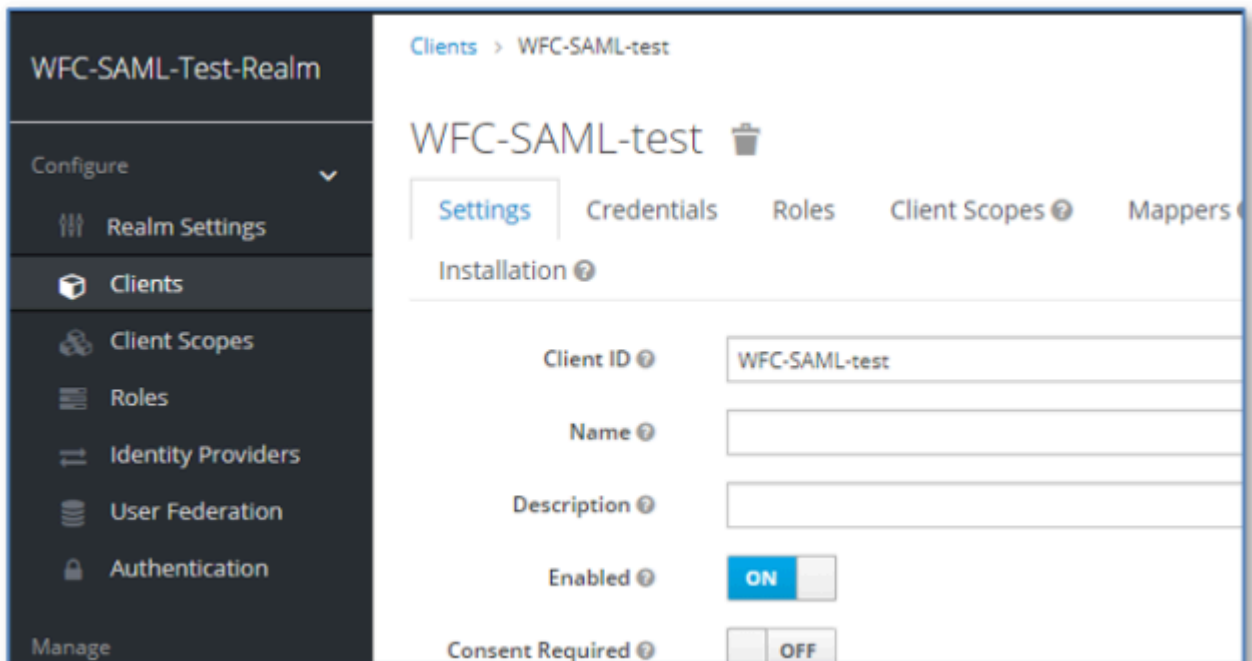 WFC-SAML-Test-Realm
Configure
Realm Settings
Clients
Client Scopes
Roles
Identity Providers
User Federation
Authentication
Manage
Clients > WFC-SAML-test
WFC-SAML-test
Settings Credentials Roles Client Scopes Mappers
Installation
Client ID WFC-SAML-test
Name
Description
Enabled ON
Consent Required OFF